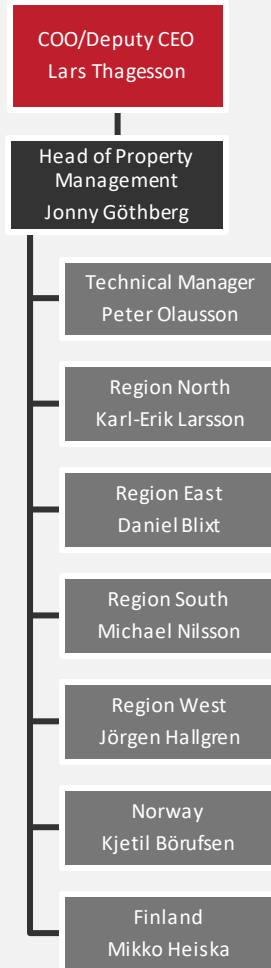 COO/Deputy CEO
Lars Thagesson
Head of Property
Management
Jonny Göthberg
Technical Manager
Peter Olausson
Region North
Karl-Erik Larsson
Region East
Daniel Blixt
Region South
Michael Nilsson
Region West
Jörgen Hallgren
Norway
Kjetil Börufsen
Finland
Mikko Heiska